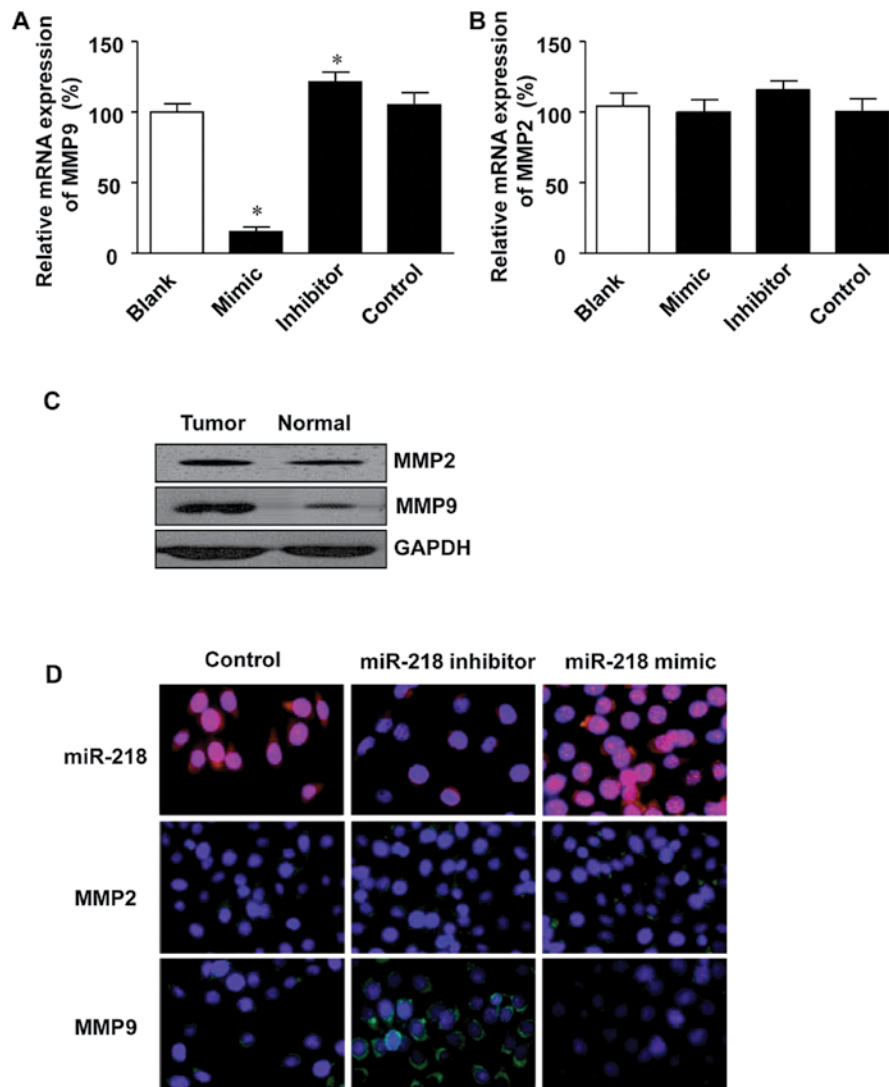 A
Relative mRNA expression
of MMP9 (%)
150
100
50
0
*
*
Blank
Mimic
Inhibitor
Control
B
Relative mRNA expression
of MMP2 (%)
150
100
50
0
Blank
Mimic
Inhibitor
Control
C
Tumor Normal
MMP2
MMP9
GAPDH
D
Control miR-218 inhibitor miR-218 mimic
miR-218
MMP2
MMP9